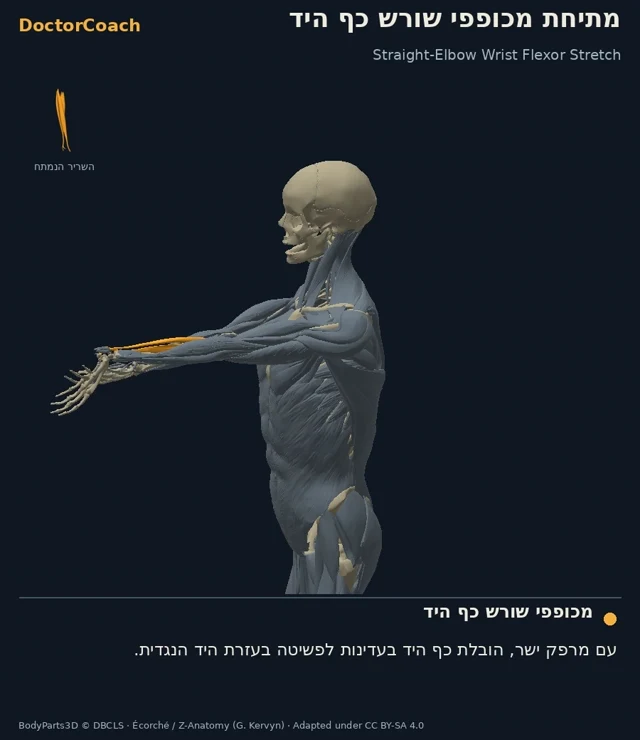 DoctorCoach
מתיחת מכופפי שורש כף היד
Straight-Elbow Wrist Flexor Stretch
השריר הנמתח
מכופפי שורש כף היד
עם מרפק ישר, הובלת כף היד בעדינות לפשיטה בעזרת היד הנגדית.
BodyParts3D © DBCLS · Écorché / Z-Anatomy (G. Kervyn) · Adapted under CC BY-SA 4.0